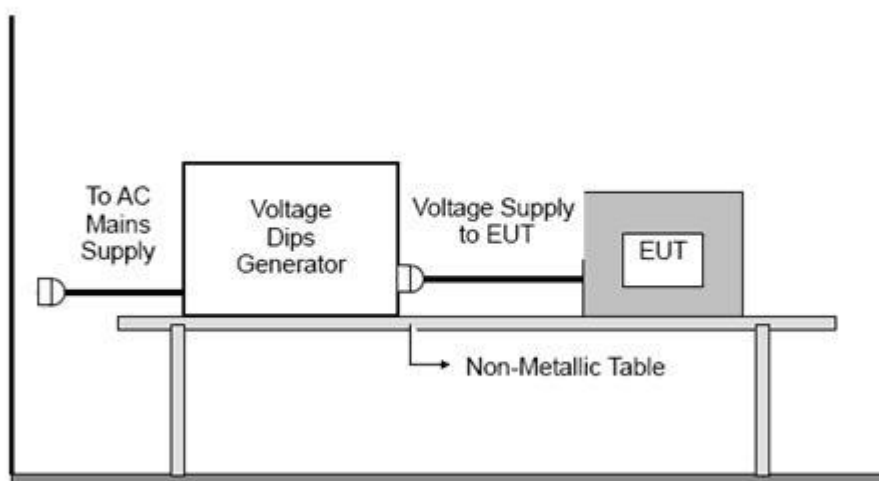 To AC
Mains
Supply
Voltage
Dips
Generator
Voltage Supply
to EUT
EUT
Non-Metallic Table